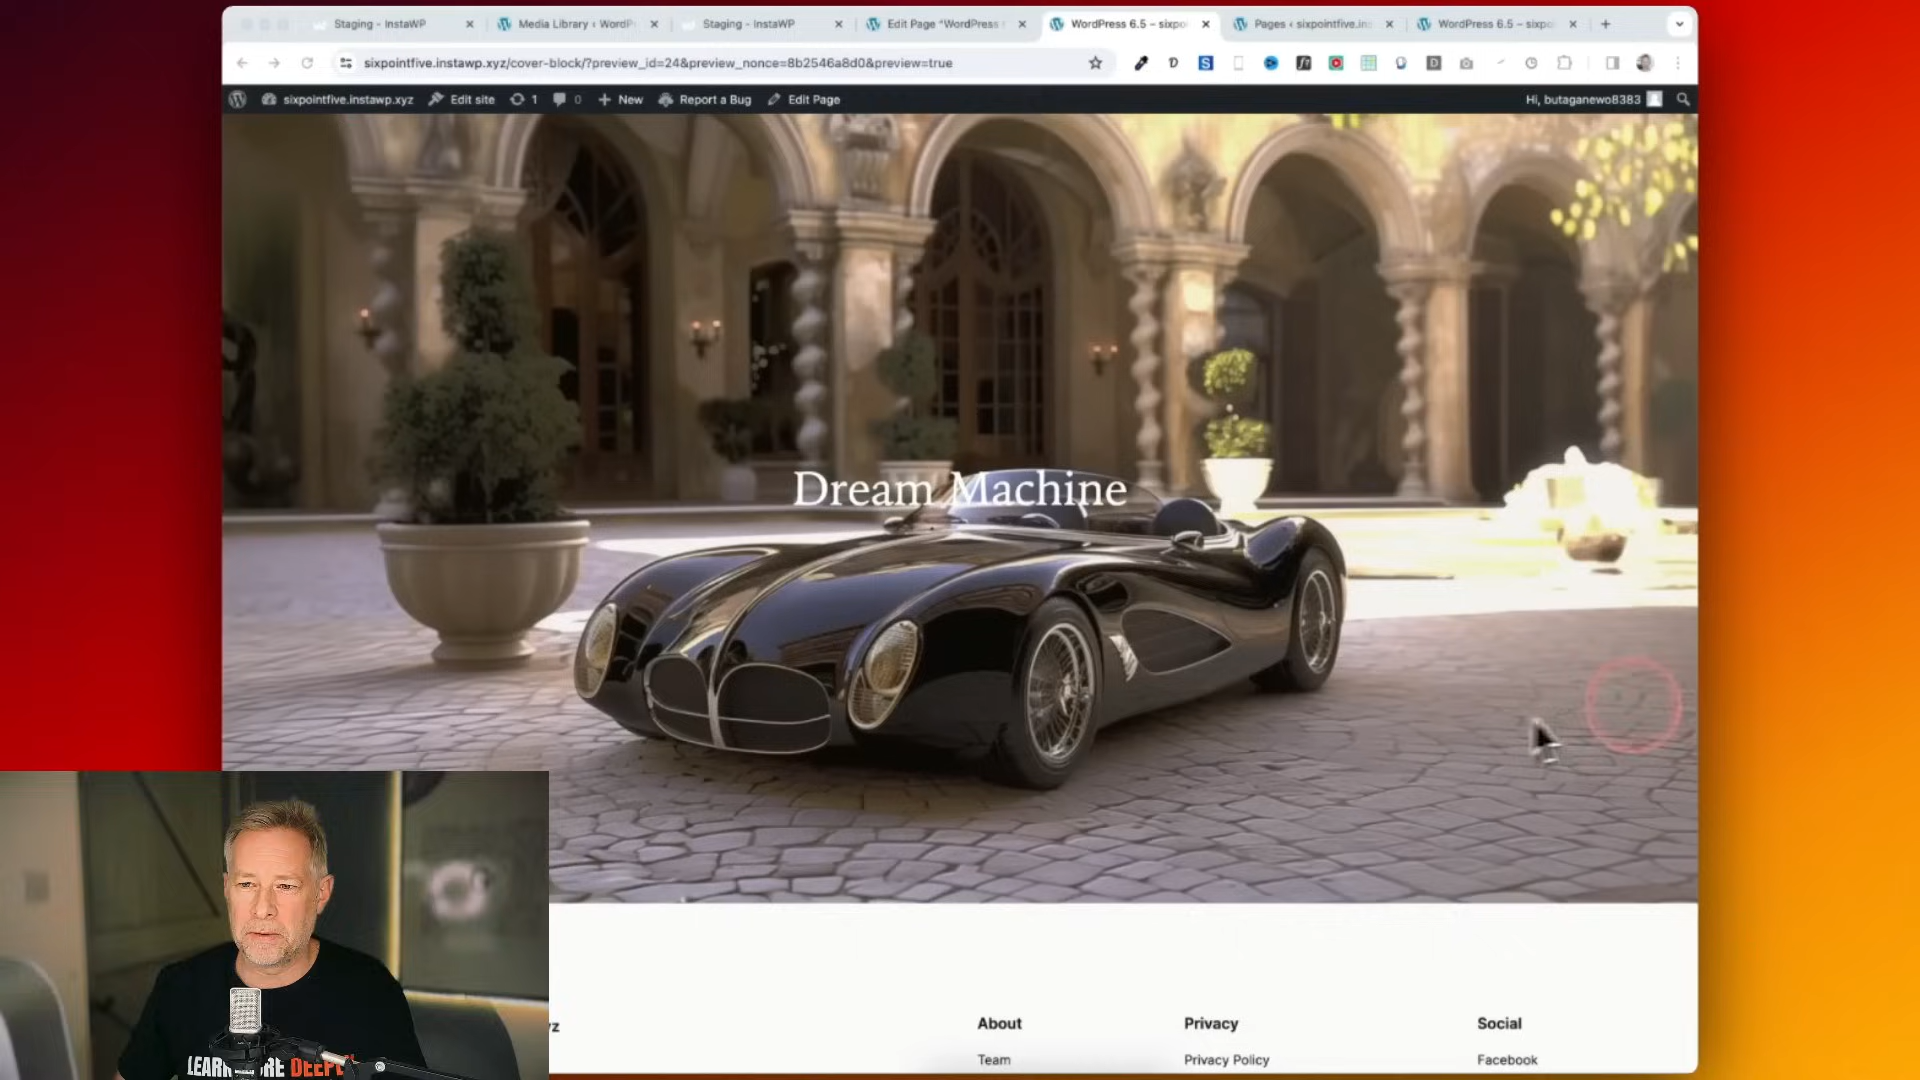 Staging - InstaWP
Media Library ‹ WordP
Staging - InstaWP
Edit Page "WordPress
WordPress 6.5 – sixpo
Pages ‹ sixpointfive.in
WordPress 6.5 – sixpo
sixpointfive.instawp.xyz/cover-block/?preview_id=24&preview_nonce=8b2546a8d0&preview=true
sixpointfive.instawp.xyz
Edit site
1
0
New
Report a Bug
Edit Page
Hi, butaganewo8383
Dream Machine
yz
About
Privacy
Social
Team
Privacy Policy
Facebook